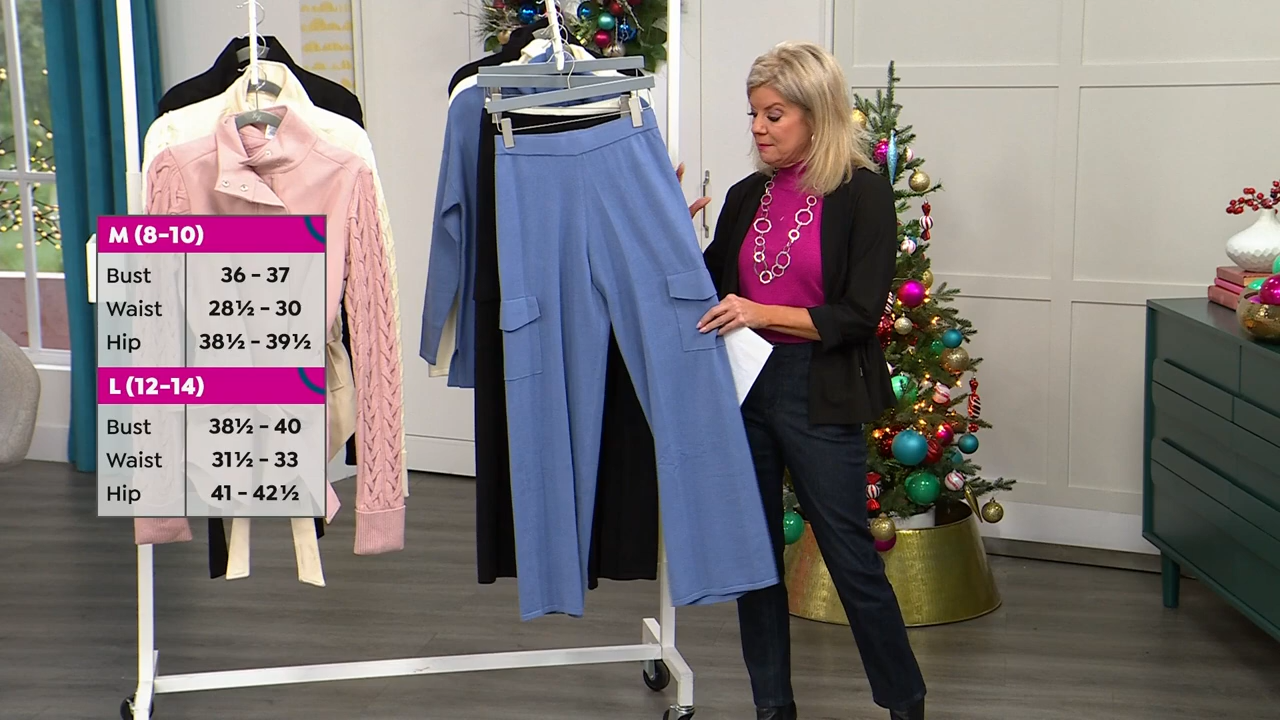 M (8-10)
Bust 36 - 37
Waist 28½ - 30
Hip 38½ - 39½
L (12-14)
Bust 38½ - 40
Waist 31½ - 33
Hip 41 - 42½